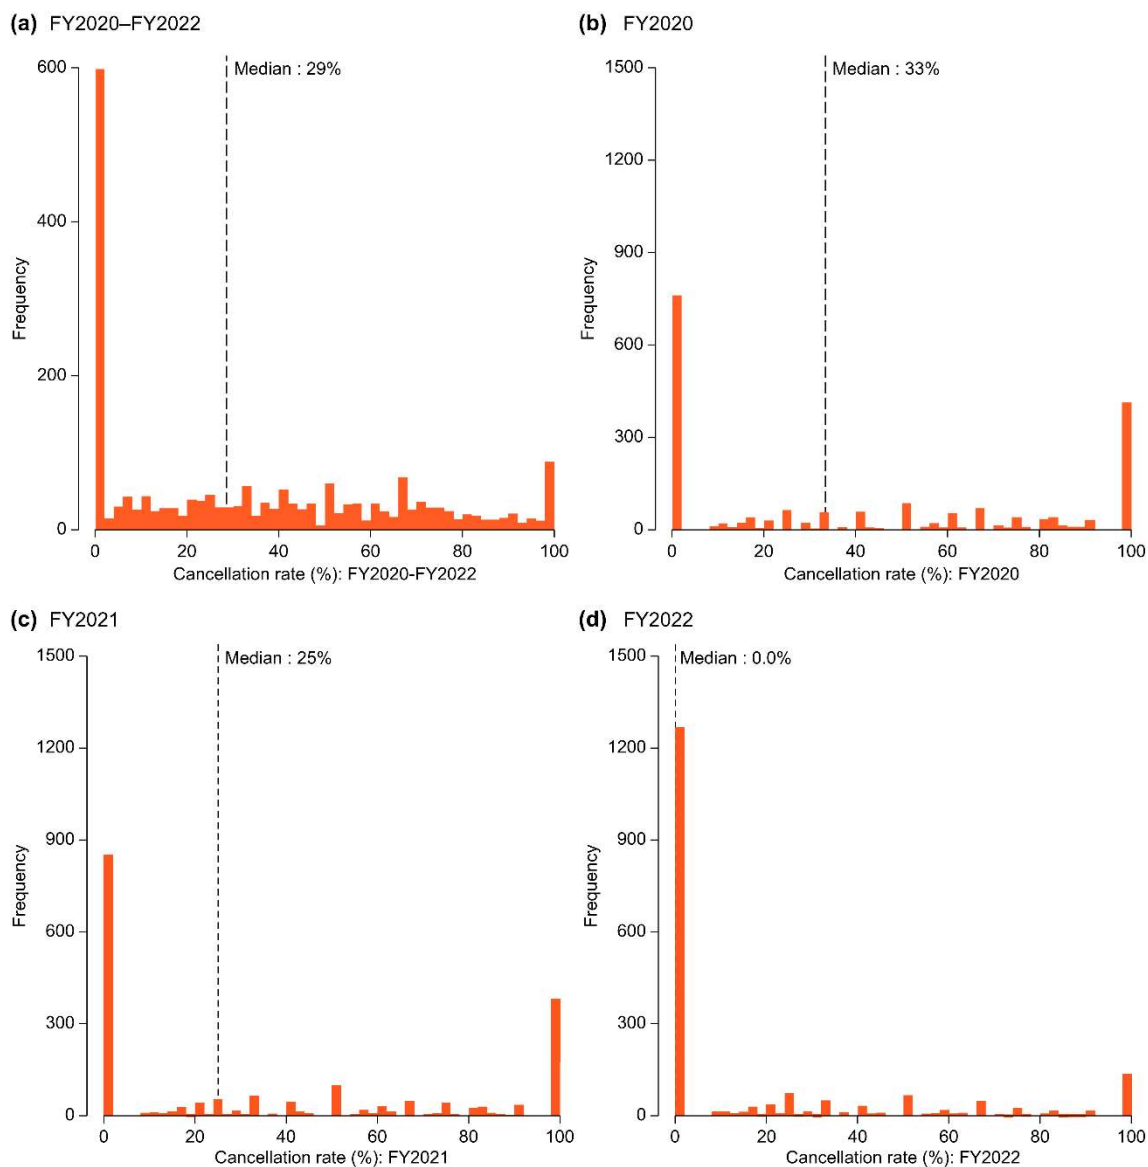 (a) FY2020–FY2022
Median : 29%
600
400
200
0
Frequency
0 20 40 60 80 100
Cancellation rate (%): FY2020-FY2022
(b) FY2020
Median : 33%
1500
1200
900
600
300
0
Frequency
0 20 40 60 80 100
Cancellation rate (%): FY2020
(c) FY2021
Median : 25%
1500
1200
900
600
300
0
Frequency
0 20 40 60 80 100
Cancellation rate (%): FY2021
(d) FY2022
Median : 0.0%
1500
1200
900
600
300
0
Frequency
0 20 40 60 80 100
Cancellation rate (%): FY2022